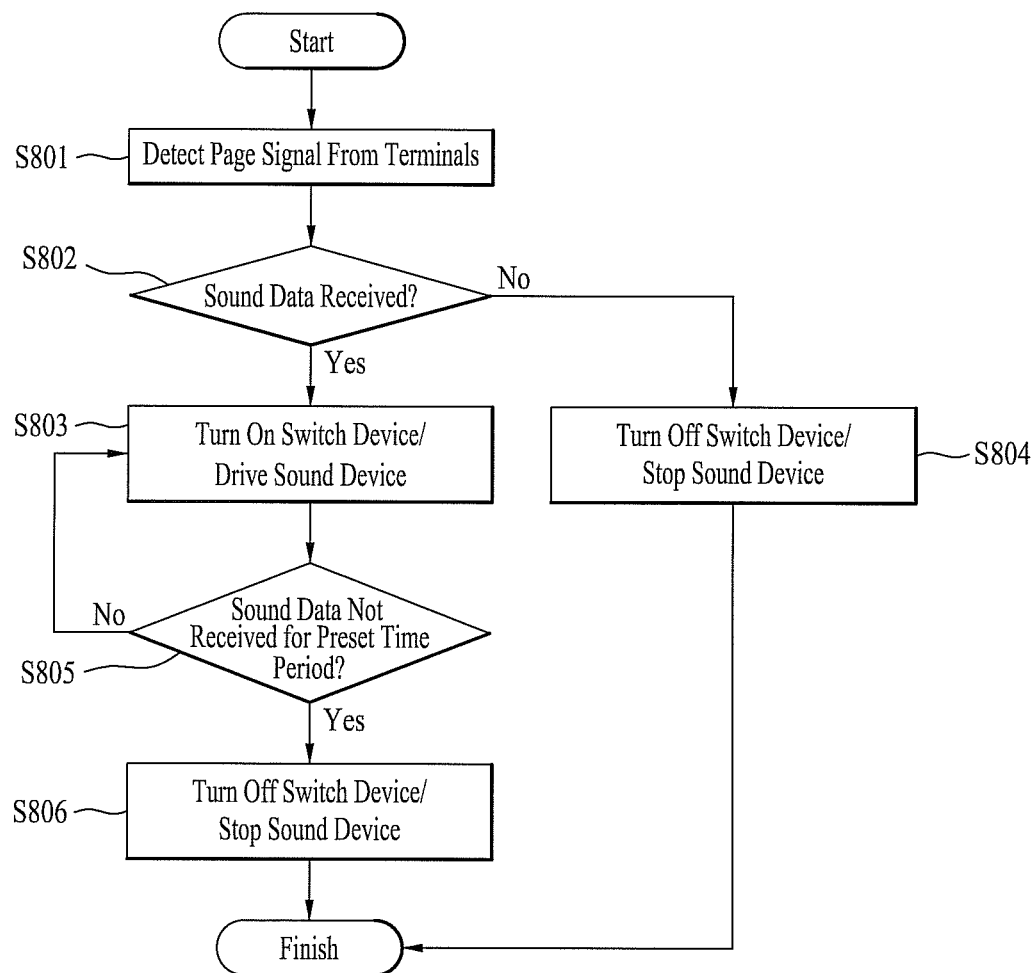 Start
S801
Detect Page Signal From Terminals
S802
Sound Data Received?
No
Yes
S803
Turn On Switch Device/
Drive Sound Device
Turn Off Switch Device/
Stop Sound Device
S804
No
Sound Data Not
Received for Preset Time
Period?
S805
Yes
S806
Turn Off Switch Device/
Stop Sound Device
Finish